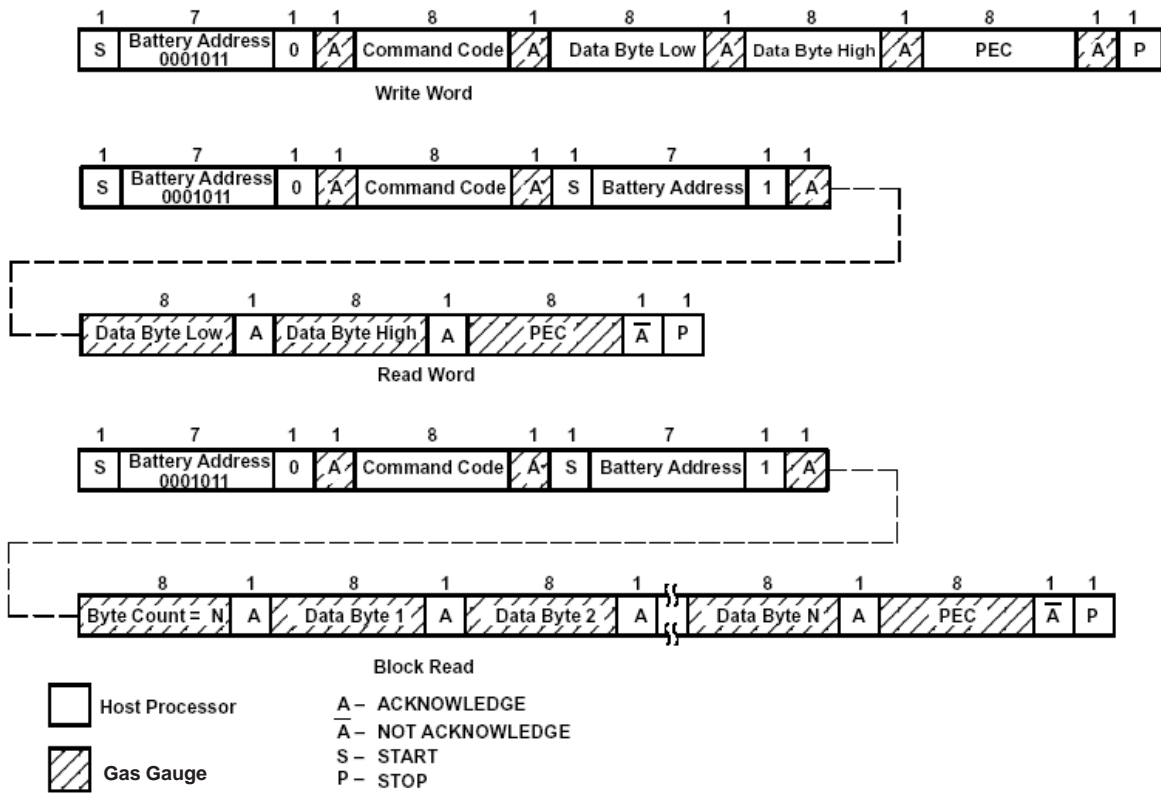 1 7 1 1 8 1 8 1 8 1 8 1 1
S Battery Address 0 A Command Code A Data Byte Low A Data Byte High A PEC A P
0001011
Write Word
1 7 1 1 8 1 1 7 1 1
S Battery Address 0 A Command Code A S Battery Address 1 A
0001011
8 1 8 1 8 1 1
Data Byte Low A Data Byte High A PEC A̅ P
Read Word
1 7 1 1 8 1 1 7 1 1
S Battery Address 0 A Command Code A S Battery Address 1 A
0001011
8 1 8 1 8 1 8 1 8 1 1
Byte Count = N A Data Byte 1 A Data Byte 2 A Data Byte N A PEC A̅ P
Block Read
Host Processor
A – ACKNOWLEDGE
A̅ – NOT ACKNOWLEDGE
S – START
Gas Gauge
P – STOP